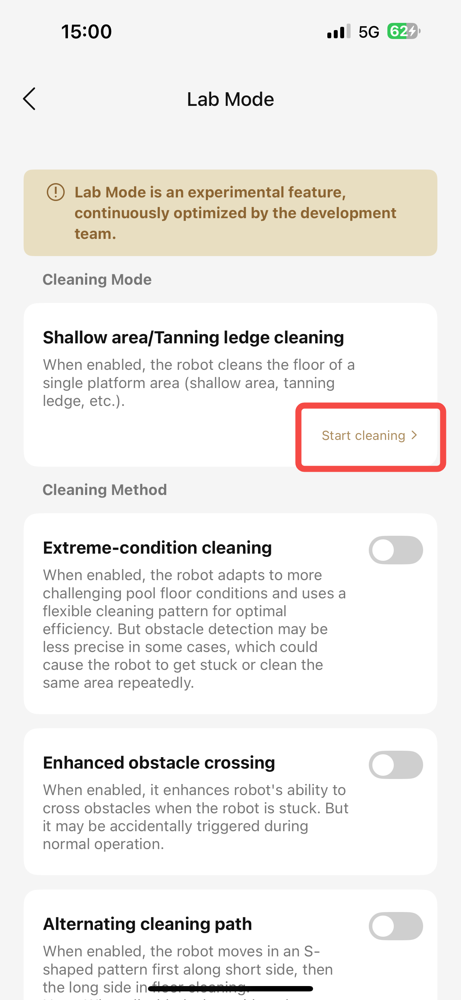 15:00
5G 62
Lab Mode
Lab Mode is an experimental feature,
continuously optimized by the development
team.
Cleaning Mode
Shallow area/Tanning ledge cleaning
When enabled, the robot cleans the floor of a
single platform area (shallow area, tanning
ledge, etc.).
Start cleaning
Cleaning Method
Extreme-condition cleaning
When enabled, the robot adapts to more
challenging pool floor conditions and uses a
flexible cleaning pattern for optimal
efficiency. But obstacle detection may be
less precise in some cases, which could
cause the robot to get stuck or clean the
same area repeatedly.
Enhanced obstacle crossing
When enabled, it enhances robot's ability to
cross obstacles when the robot is stuck. But
it may be accidentally triggered during
normal operation.
Alternating cleaning path
When enabled, the robot moves in an S-
shaped pattern first along short side, then
the long side in floor cleaning.